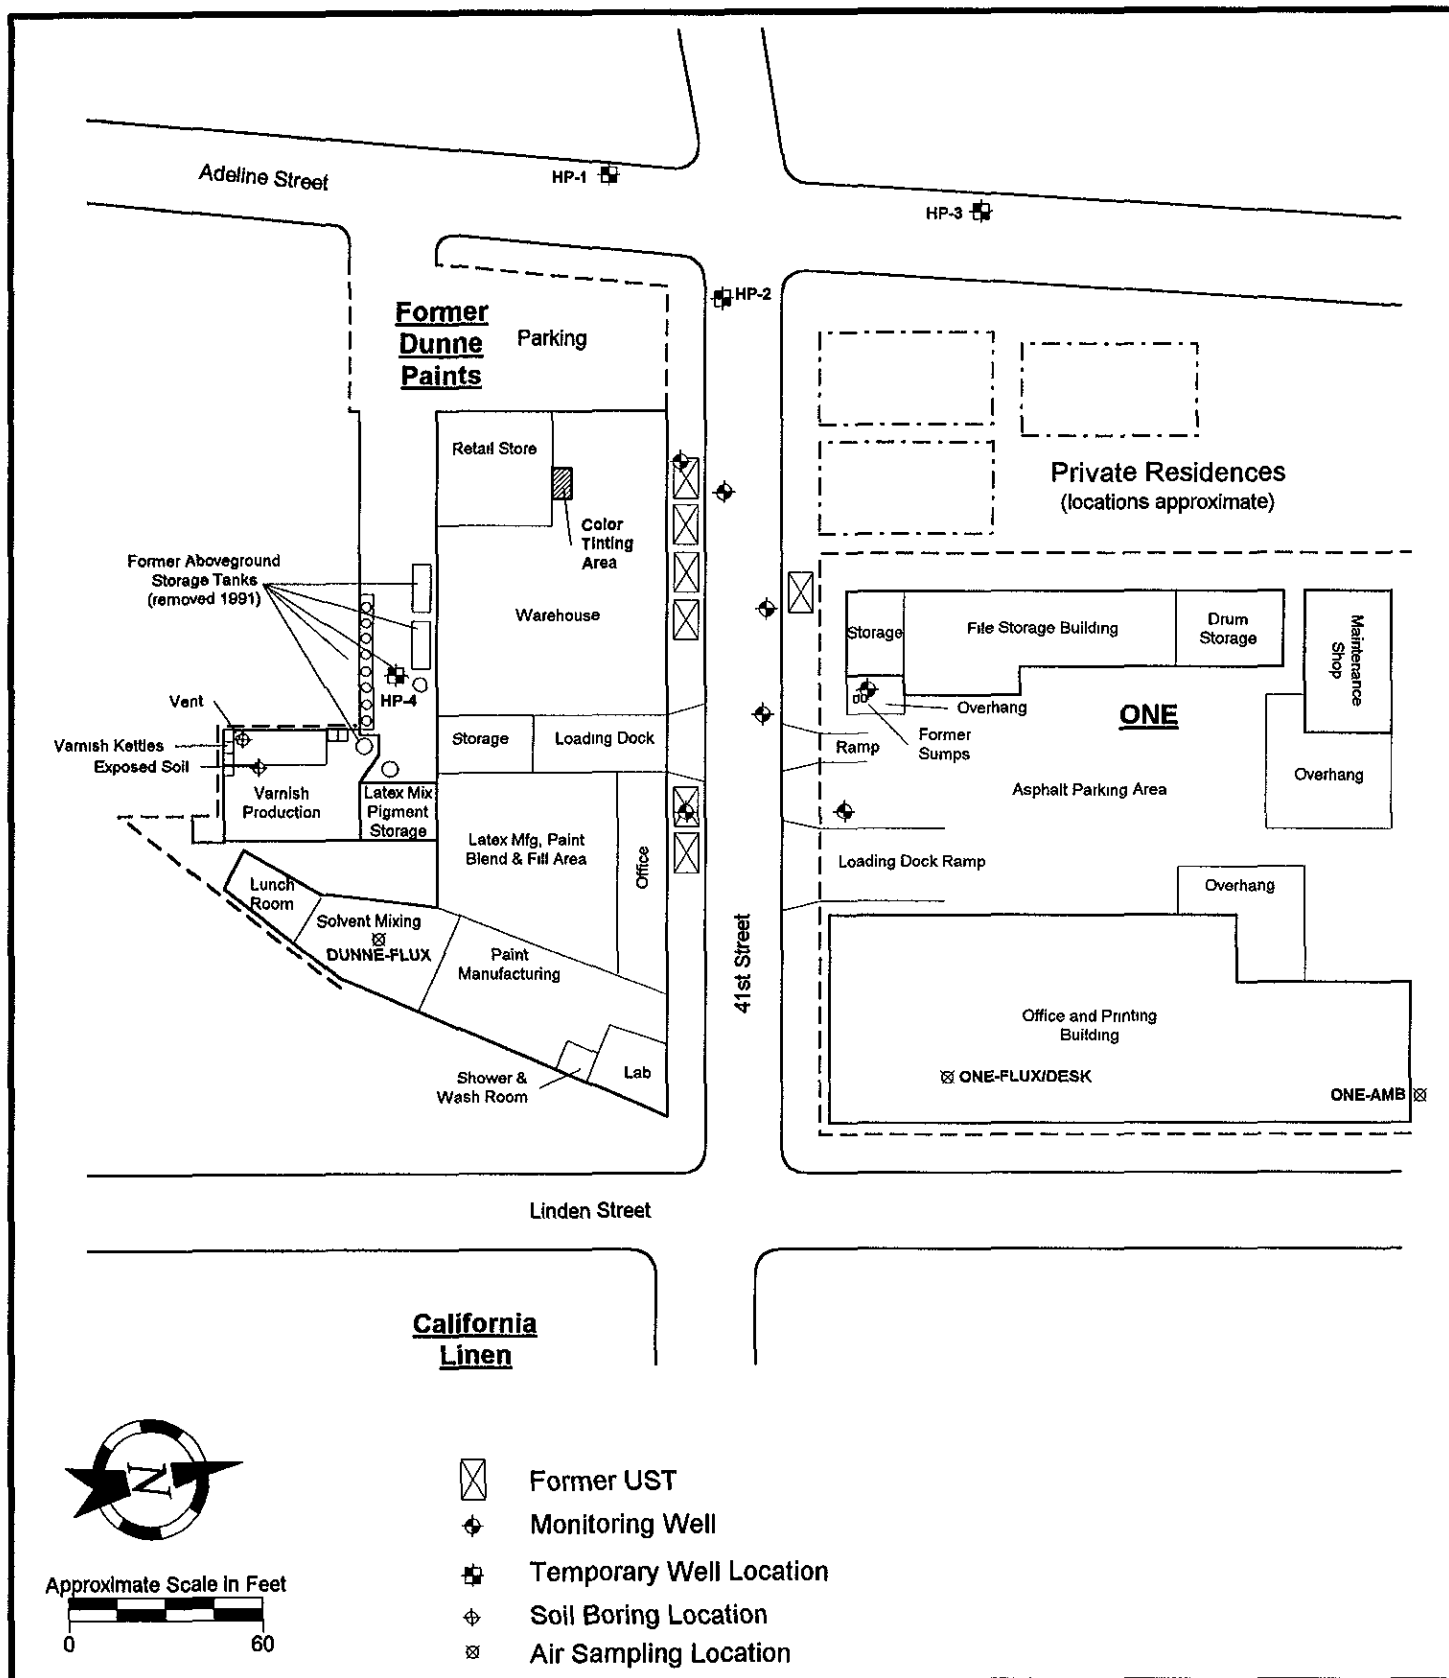 Adeline Street
HP-1
HP-3
HP-2
Former
Dunne
Paints
Parking
Retail Store
Color
Tinting
Area
Private Residences
(locations approximate)
Former Aboveground
Storage Tanks
(removed 1991)
Warehouse
Storage
File Storage Building
Drum
Storage
Maintenance
Shop
HP-4
Vent
Varnish Kettles
Exposed Soil
Varnish
Production
Latex Mix
Pigment
Storage
Storage
Loading Dock
Overhang
Former
Sumps
ONE
Ramp
Overhang
Asphalt Parking Area
Latex Mfg, Paint
Blend & Fill Area
Office
Loading Dock Ramp
Overhang
Lunch
Room
Solvent Mixing
DUNNE-FLUX
Paint
Manufacturing
41st Street
Office and Printing
Building
Shower &
Wash Room
Lab
ONE-FLUX/DESK
ONE-AMB
Linden Street
California
Linen
N
Approximate Scale in Feet
0 60
Former UST
Monitoring Well
Temporary Well Location
Soil Boring Location
Air Sampling Location